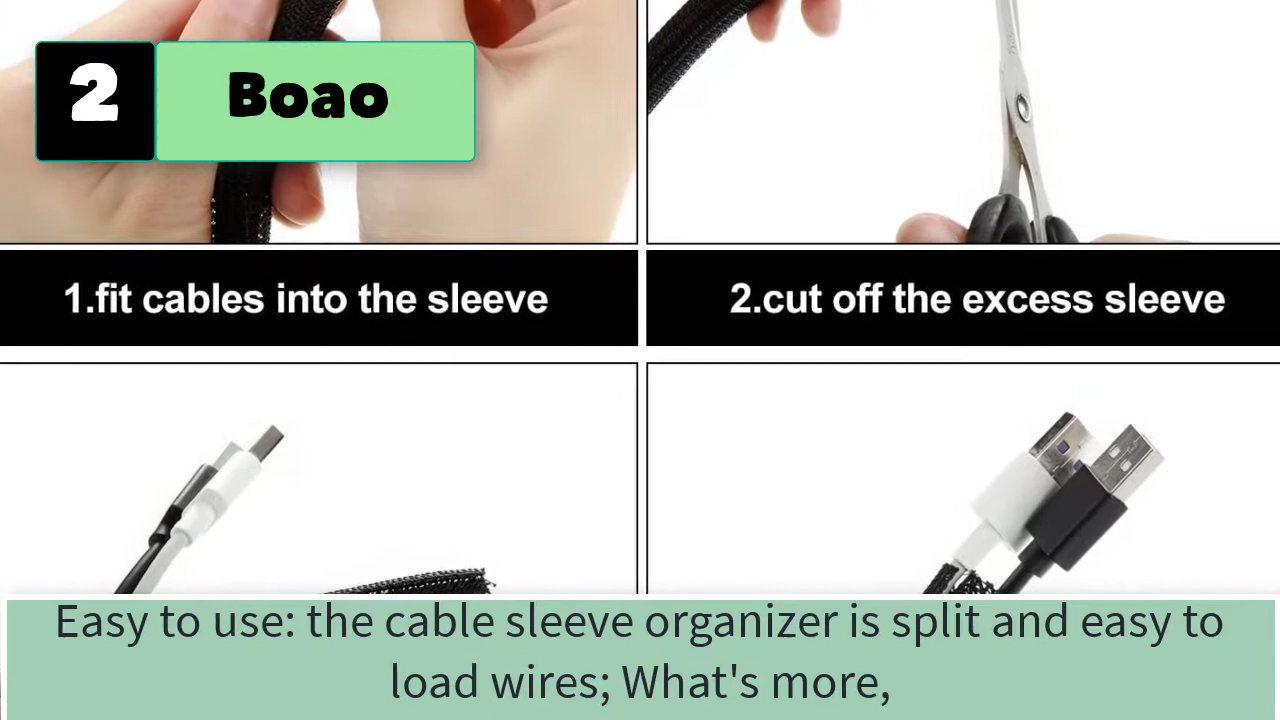 2
Boao
1.fit cables into the sleeve
2.cut off the excess sleeve
Easy to use: the cable sleeve organizer is split and easy to
load wires; What's more,